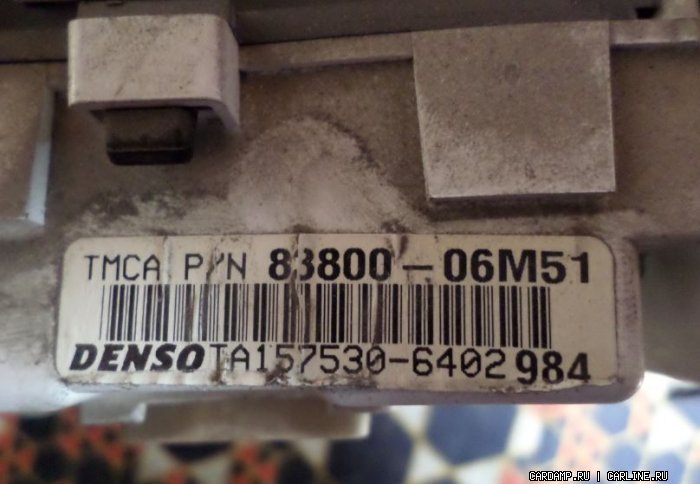 TMCA P/N 83800-06M51
DENSO TA157530-6402 984
CARDAMP.RU | CARLINE.RU